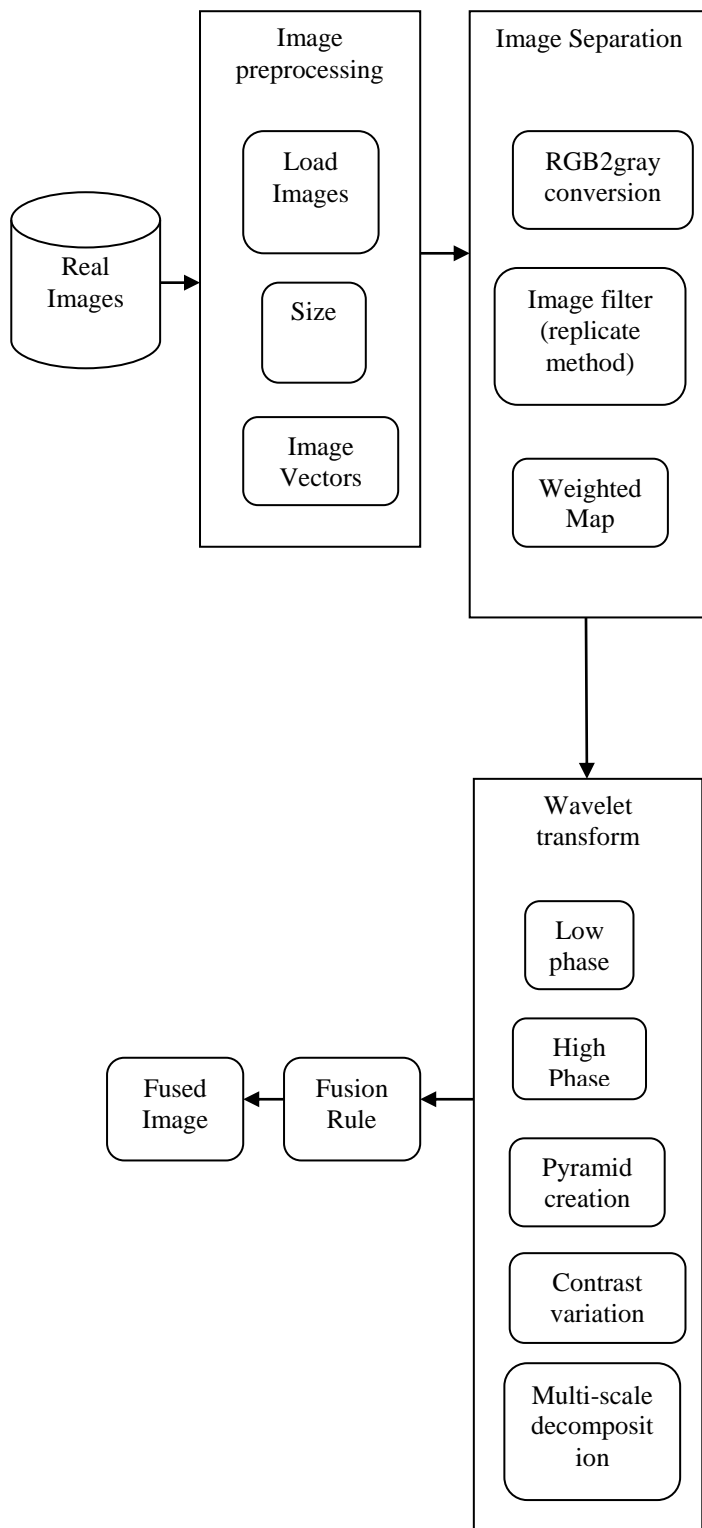 Real
Images
Image
preprocessing
Load
Images
Size
Image
Vectors
Image Separation
RGB2gray
conversion
Image filter
(replicate
method)
Weighted
Map
Wavelet
transform
Low
phase
High
Phase
Pyramid
creation
Contrast
variation
Multi-scale
decomposit
ion
Fusion
Rule
Fused
Image